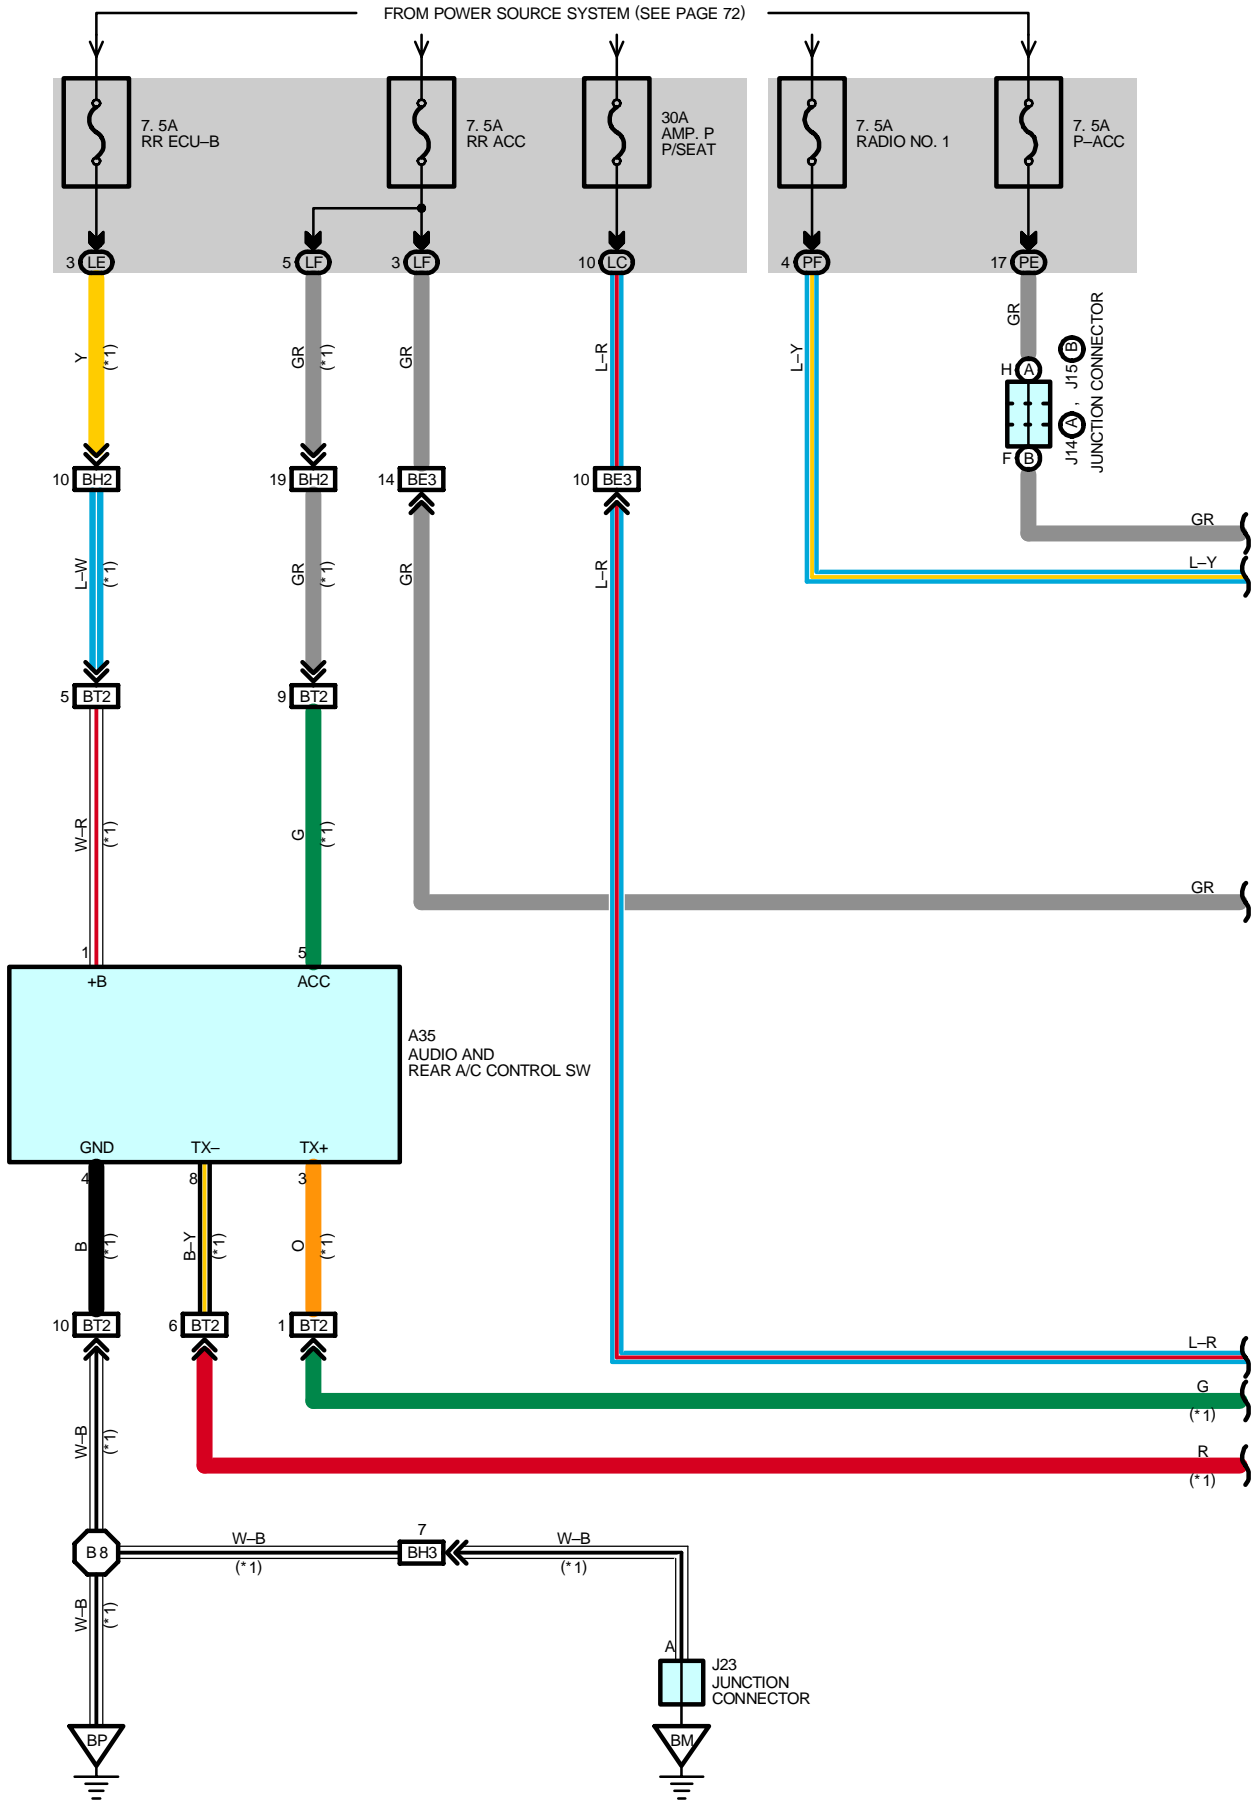 FROM POWER SOURCE SYSTEM (SEE PAGE 72)
7. 5A
RR ECU–B
7. 5A
RR ACC
30A
AMP. P
P/SEAT
7. 5A
RADIO NO. 1
7. 5A
P–ACC
3 LE
5 LF
3 LF
10 LC
4 PF
17 PE
Y
(*1)
GR
(*1)
GR
L–R
L–Y
GR
H A
F B
J14 A , J15 B
JUNCTION CONNECTOR
10 BH2
19 BH2
14 BE3
10 BE3
GR
L–Y
L–W
(*1)
GR
(*1)
GR
L–R
5 BT2
9 BT2
W–R
(*1)
G
(*1)
GR
1
5
+B
ACC
A35
AUDIO AND
REAR A/C CONTROL SW
GND
TX–
TX+
4
8
3
B
(*1)
B–Y
(*1)
O
(*1)
10 BT2
6 BT2
1 BT2
L–R
G
(*1)
R
(*1)
W–B
(*1)
B 8
W–B
(*1)
7
BH3
W–B
(*1)
W–B
(*1)
A
J23
JUNCTION
CONNECTOR
BP
BM